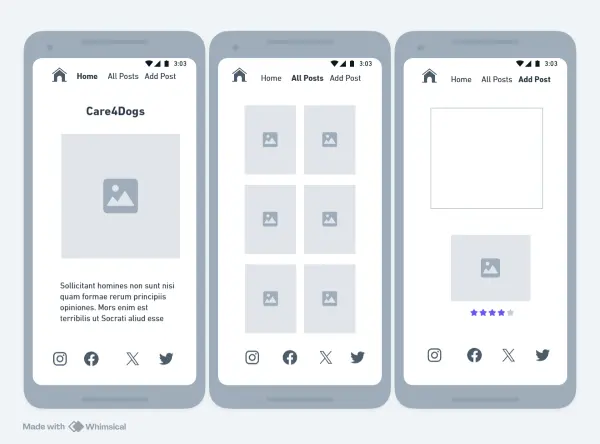 3:03
Home All Posts Add Post
Care4Dogs
Sollicitant homines non sunt nisi
quam formae rerum principiis
opiniones. Mors enim est
terribilis ut Socrati aliud esse
3:03
Home All Posts Add Post
3:03
Home All Posts Add Post
Made with Whimsical